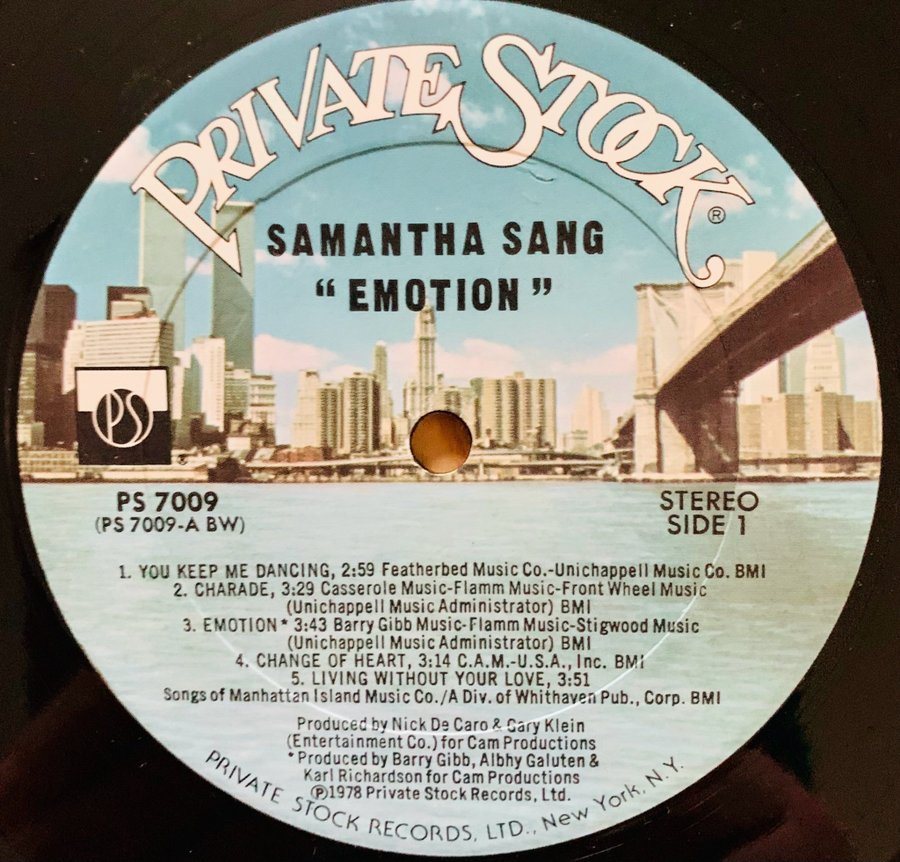 PRIVATE STOCK®
SAMANTHA SANG
"EMOTION"
PS
PS 7009
(PS 7009-A BW)
STEREO
SIDE 1
1. YOU KEEP ME DANCING, 2:59 Featherbed Music Co.-Unichappell Music Co. BMI
2. CHARADE, 3:29 Casserole Music-Flamm Music-Front Wheel Music
(Unichappell Music Administrator) BMI
3. EMOTION* 3:43 Barry Gibb Music-Flamm Music-Stigwood Music
(Unichappell Music Administrator) BMI
4. CHANGE OF HEART, 3:14 C.A.M.-U.S.A., Inc. BMI
5. LIVING WITHOUT YOUR LOVE, 3:51
Songs of Manhattan Island Music Co./A Div. of Whithaven Pub., Corp. BMI
Produced by Nick De Caro & Gary Klein
(Entertainment Co.) for Cam Productions
*Produced by Barry Gibb, Albhy Galuten &
Karl Richardson for Cam Productions
℗1978 Private Stock Records, Ltd.
PRIVATE STOCK RECORDS, LTD., New York, N.Y.